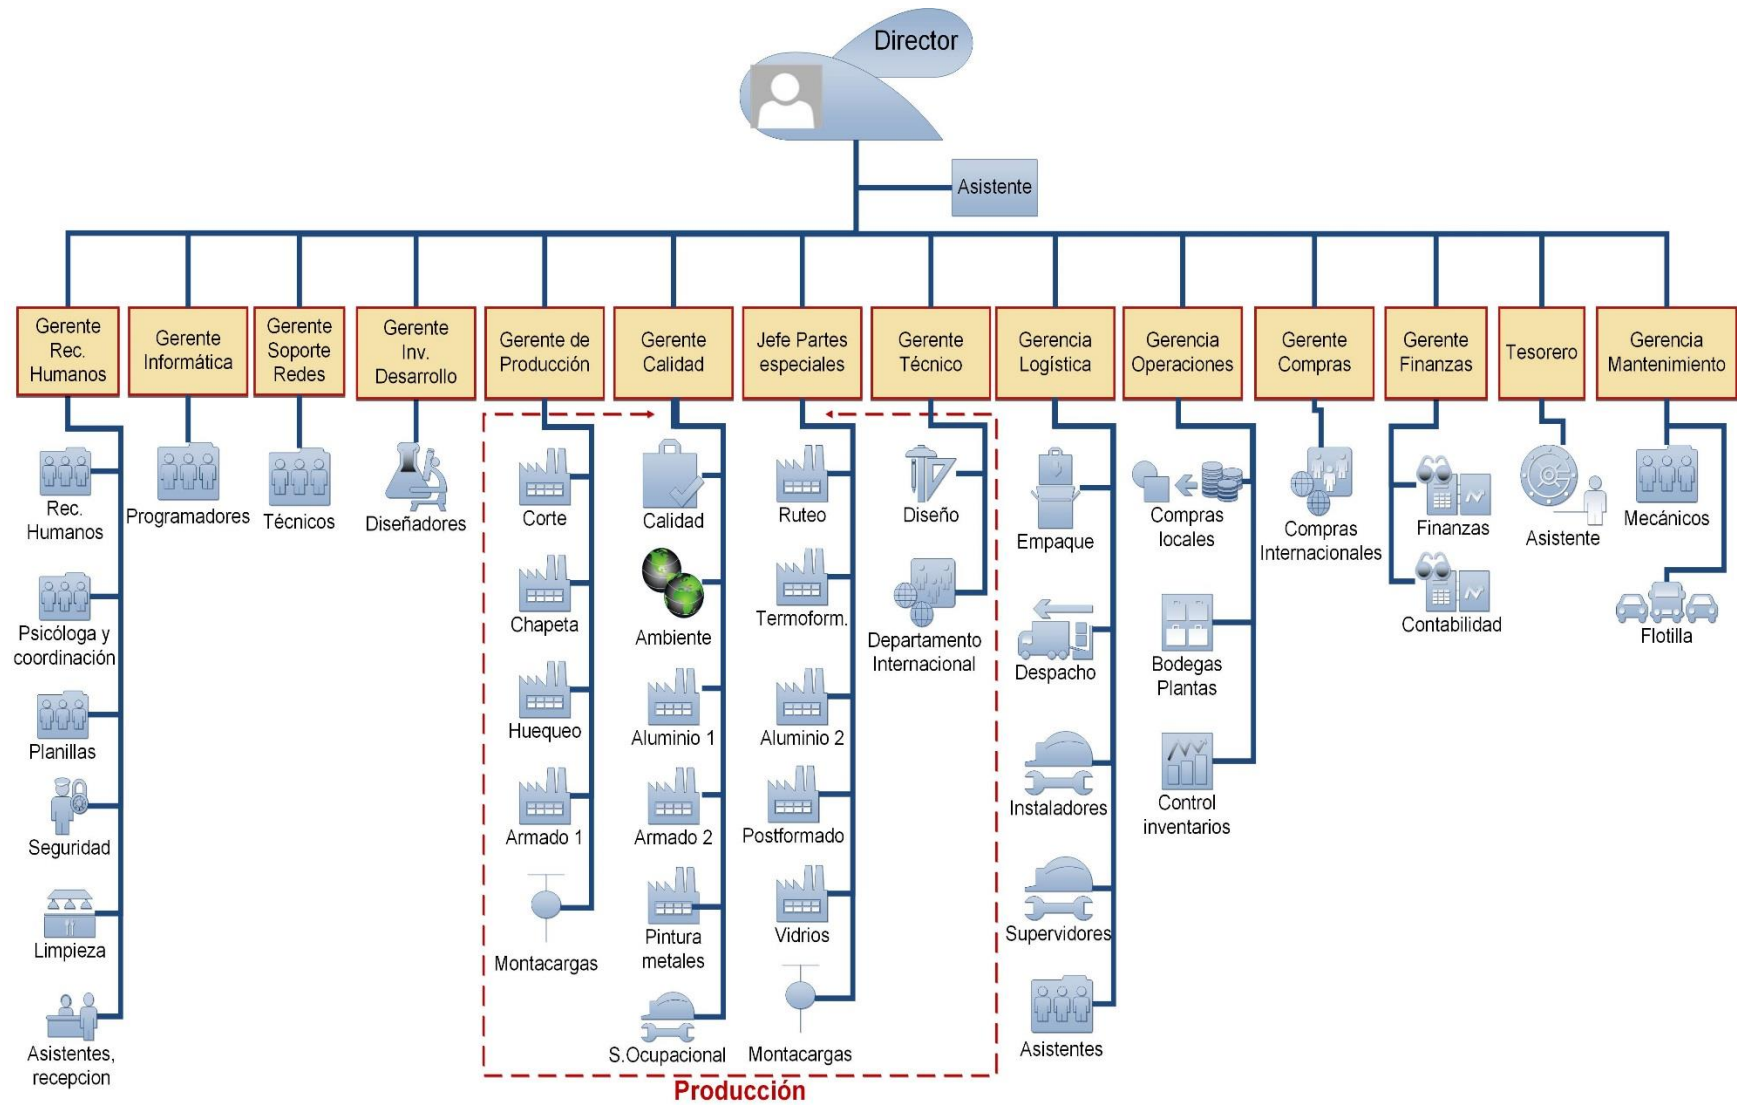 Director
Asistente
Gerente
Rec.
Humanos
Gerente
Informática
Gerente
Soporte
Redes
Gerente
Inv.
Desarrollo
Gerente de
Producción
Gerente
Calidad
Jefe Partes
especiales
Gerente
Técnico
Gerencia
Logística
Gerencia
Operaciones
Gerente
Compras
Gerente
Finanzas
Tesorero
Gerencia
Mantenimiento
Rec.
Humanos
Psicóloga y
coordinación
Planillas
Seguridad
Limpieza
Asistentes,
recepcion
Programadores
Técnicos
Diseñadores
Corte
Chapeta
Huequeo
Armado 1
Montacargas
Calidad
Ambiente
Aluminio 1
Armado 2
Pintura
metales
S.Ocupacional
Ruteo
Termoform.
Aluminio 2
Postformado
Vidrios
Montacargas
Diseño
Departamento
Internacional
Producción
Empaque
Despacho
Instaladores
Supervidores
Asistentes
Compras
locales
Bodegas
Plantas
Control
inventarios
Compras
Internacionales
Finanzas
Contabilidad
Asistente
Mecánicos
Flotilla